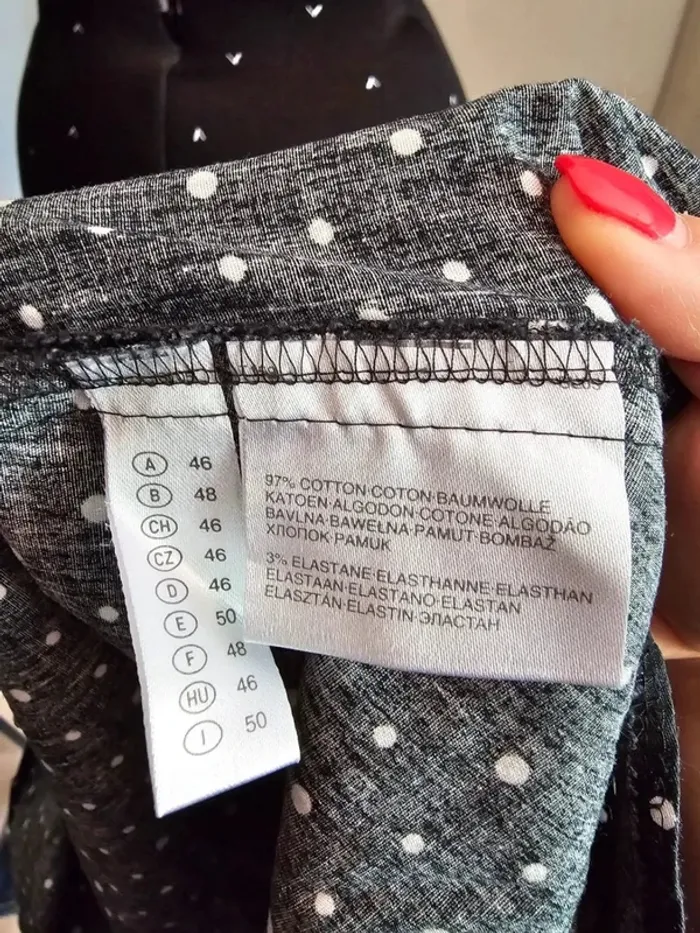 A 46
B 48
CH 46
CZ 46
D 46
E 50
F 48
HU 46
I 50
97% COTTON·COTON·BAUMWOLLE
KATOEN·ALGODON·COTONE ALGODÃO
BAVLNA·BAWEŁNA·PAMUT·BOMBAŽ
ХЛОПОК·PAMUK
3% ELASTANE·ELASTHANNE·ELASTHAN
ELASTAAN·ELASTANO·ELASTAN
ELASZTÁN·ELASTIN·ЭЛАСТАН